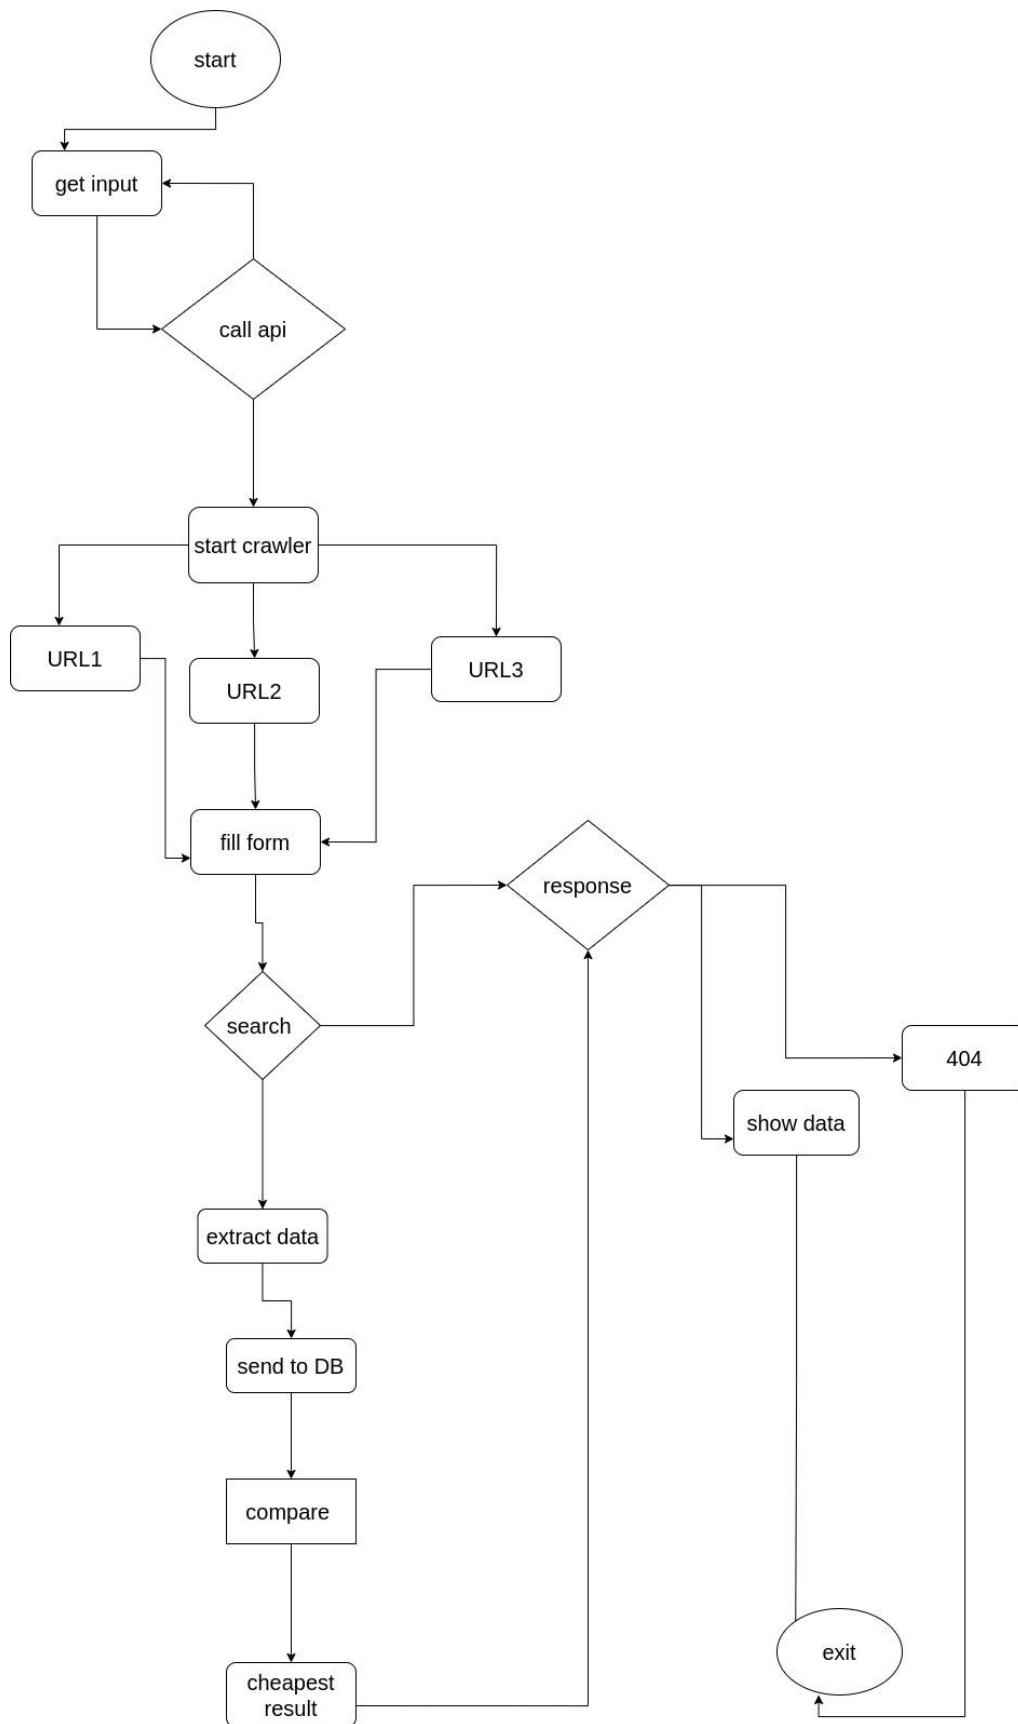 start
get input
call api
start crawler
URL1
URL2
URL3
fill form
response
search
404
show data
extract data
send to DB
compare
exit
cheapest
result